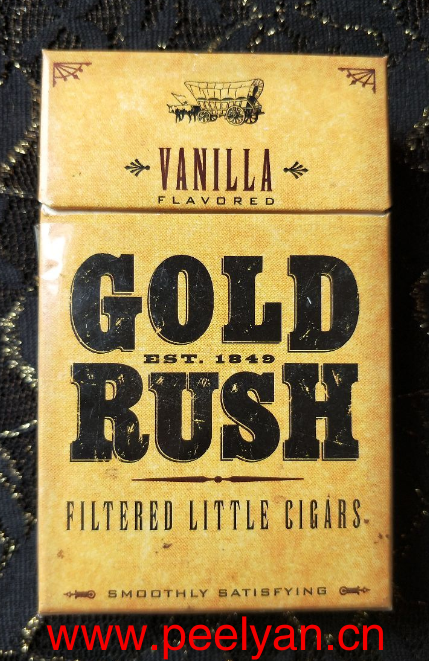 VANILLA
FLAVORED
GOLD
EST. 1849
RUSH
FILTERED LITTLE CIGARS
SMOOTHLY SATISFYING
www.peelyan.cn